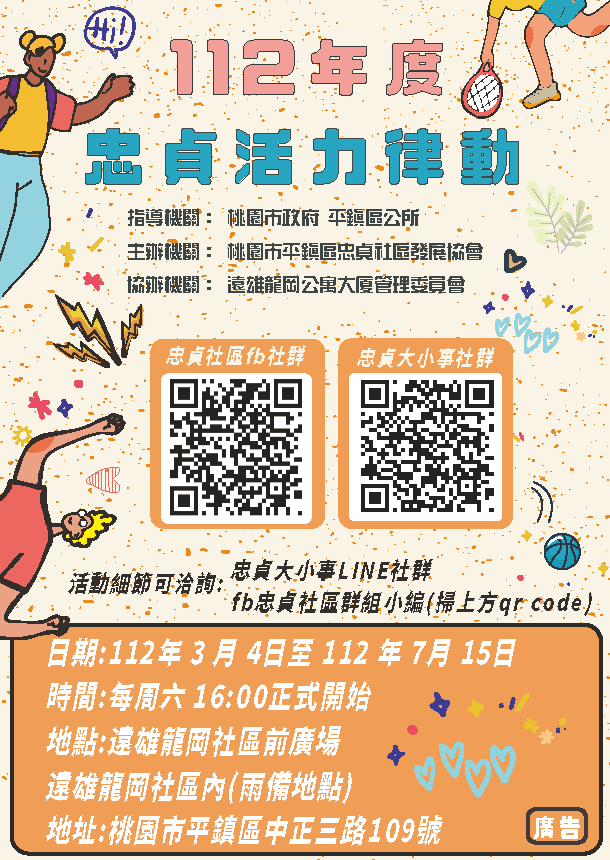 Hi!
112年度
忠貞活力律動
指導機關： 桃園市政府 平鎮區公所
主辦機關： 桃園市平鎮區忠貞社區發展協會
協辦機關： 遠雄龍岡公寓大廈管理委員會
忠貞社區fb社群
忠貞大小事社群
活動細節可洽詢: 忠貞大小事LINE社群
fb忠貞社區群組小編(掃上方qr code)
日期:112年 3 月 4日至 112 年 7月 15日
時間:每周六 16:00正式開始
地點:遠雄龍岡社區前廣場
遠雄龍岡社區內(雨備地點)
地址:桃園市平鎮區中正三路109號
廣告